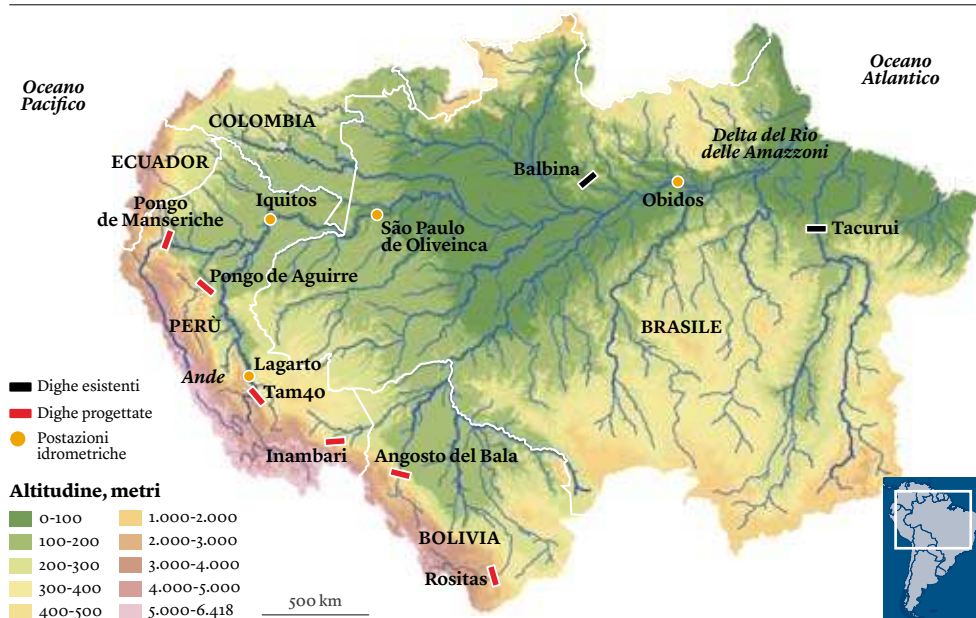 Oceano
Pacifico
Oceano
Atlantico
COLOMBIA
ECUADOR
Delta del Rio
delle Amazzoni
Balbina
Obidos
Iquitos
Pongo
de Manseriche
São Paulo
de Oliveinca
Tacurui
Pongo de Aguirre
PERÙ
BRASILE
Lagarto
Ande
Tam40
Dighe esistenti
Dighe progettate
Postazioni
idrometriche
Inambari
Angosto del Bala
BOLIVIA
Rositas
Altitudine, metri
0-100
100-200
200-300
300-400
400-500
1.000-2.000
2.000-3.000
3.000-4.000
4.000-5.000
5.000-6.418
500 km